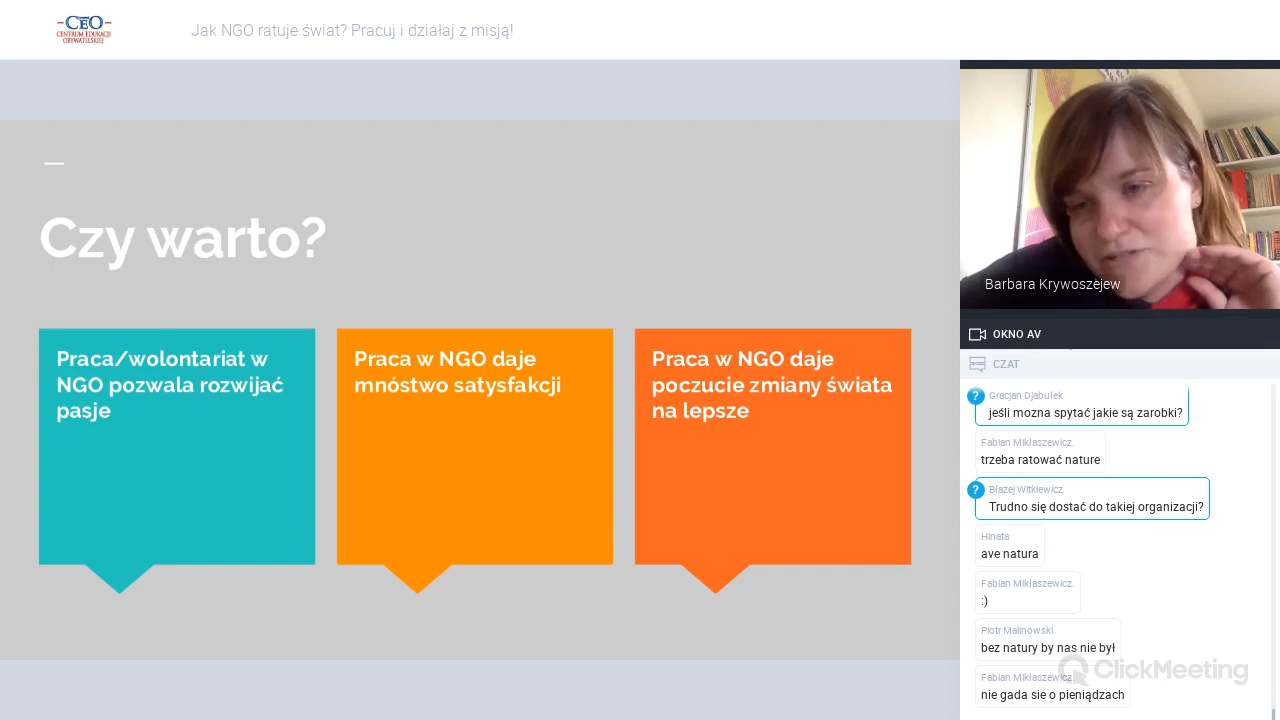 CEO
CENTRUM EDUKACJI
OBYWATELSKIEJ
Jak NGO ratuje świat? Pracuj i działaj z misją!
Czy warto?
Praca/wolontariat w
NGO pozwala rozwijać
pasje
Praca w NGO daje
mnóstwo satysfakcji
Praca w NGO daje
poczucie zmiany świata
na lepsze
Barbara Krywoszejew
OKNO AV
CZAT
? Gracjan Djabułek
jeśli mozna spytać jakie są zarobki?
Fabian Mikłaszewicz.
trzeba ratować nature
? Błażej Witkiewicz
Trudno się dostać do takiej organizacji?
Hinata
ave natura
Fabian Mikłaszewicz.
:)
Piotr Malinowski
bez natury by nas nie był
Fabian Mikłaszewicz.
nie gada sie o pieniądzach
ClickMeeting